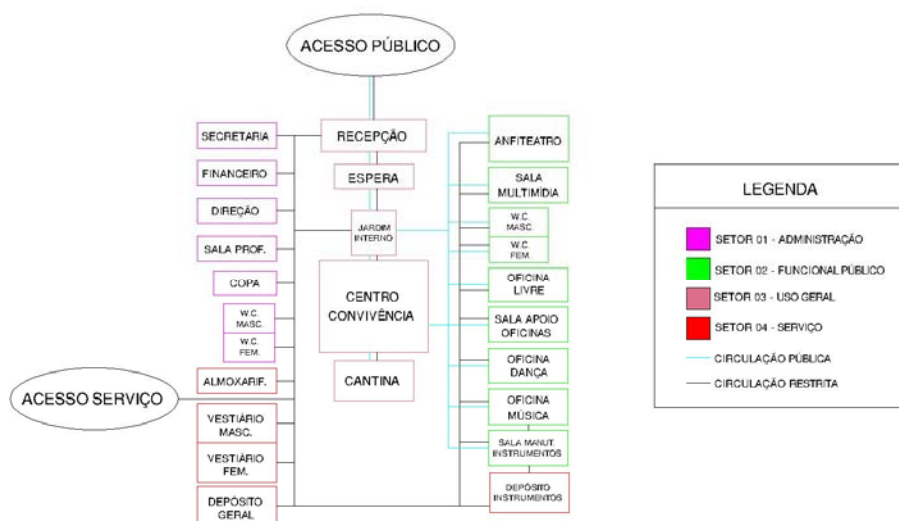 ACESSO PÚBLICO
SECRETARIA
FINANCEIRO
DIREÇÃO
SALA PROF.
COPA
W.C.
MASC.
W.C.
FEM.
ALMOXARIF.
ACESSO SERVIÇO
VESTIÁRIO
MASC.
VESTIÁRIO
FEM.
DEPÓSITO
GERAL
RECEPÇÃO
ESPERA
JARDIM
INTERNO
CENTRO
CONVIVÊNCIA
CANTINA
ANFITEATRO
SALA
MULTIMÍDIA
W.C.
MASC.
W.C.
FEM.
OFICINA
LIVRE
SALA APOIO
OFICINAS
OFICINA
DANÇA
OFICINA
MÚSICA
SALA MANUT.
INSTRUMENTOS
DEPÓSITO
INSTRUMENTOS
LEGENDA
SETOR 01 - ADMINISTRAÇÃO
SETOR 02 - FUNCIONAL PÚBLICO
SETOR 03 - USO GERAL
SETOR 04 - SERVIÇO
CIRCULAÇÃO PÚBLICA
CIRCULAÇÃO RESTRITA